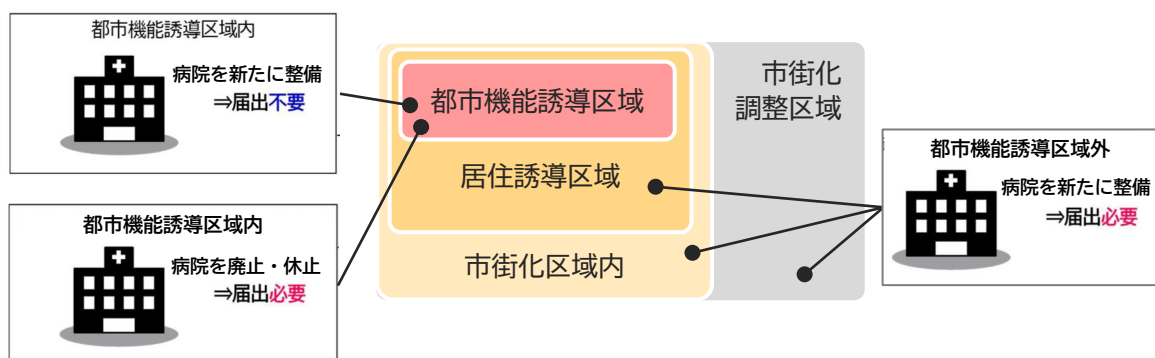 都市機能誘導区域内
病院を新たに整備
⇒届出不要
都市機能誘導区域内
病院を廃止・休止
⇒届出必要
都市機能誘導区域
居住誘導区域
市街化区域内
市街化
調整区域
都市機能誘導区域外
病院を新たに整備
⇒届出必要